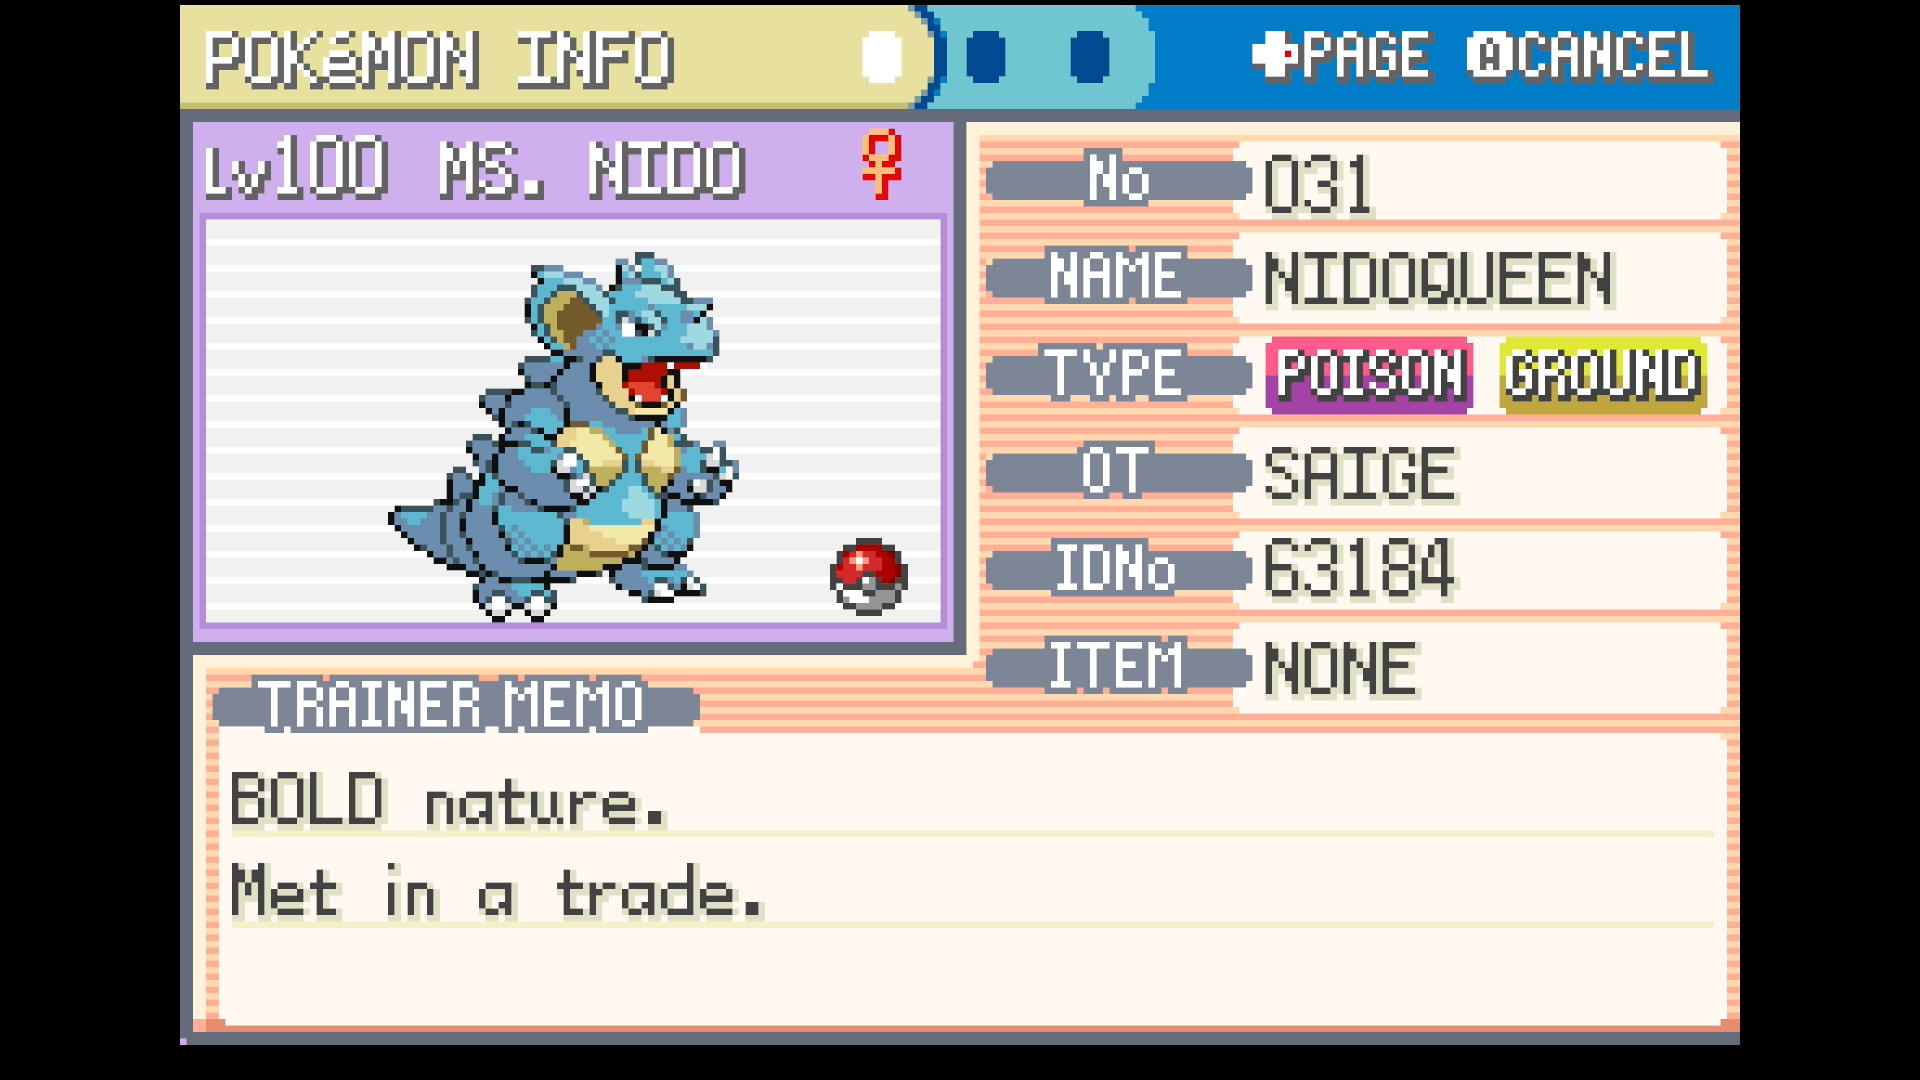 POKéMON INFO
PAGE A CANCEL
Lv100 MS. NIDO ♀
No 031
NAME NIDOQUEEN
TYPE POISON GROUND
OT SAIGE
IDNo 63184
ITEM NONE
TRAINER MEMO
BOLD nature.
Met in a trade.